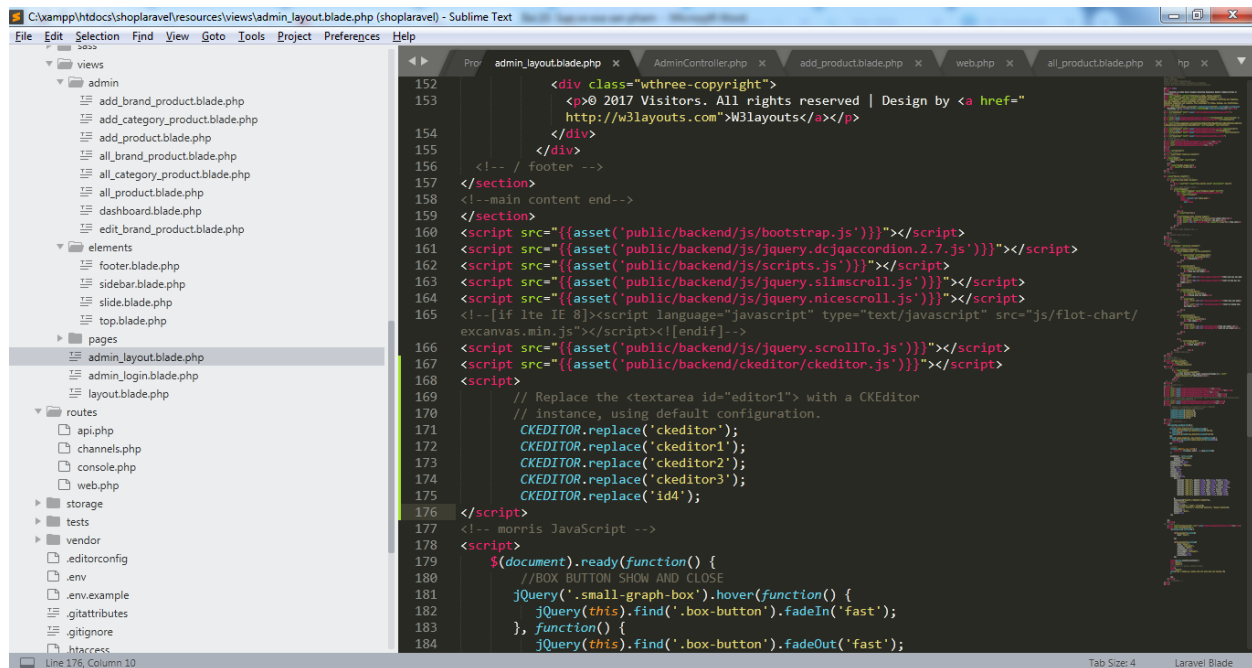 C:\xampp\htdocs\shoplaravel\resources\views\admin_layout.blade.php (shoplaravel) - Sublime Text
File Edit Selection Find View Goto Tools Project Preferences Help
sass
views
admin
add_brand_product.blade.php
add_category_product.blade.php
add_product.blade.php
all_brand_product.blade.php
all_category_product.blade.php
all_product.blade.php
dashboard.blade.php
edit_brand_product.blade.php
elements
footer.blade.php
sidebar.blade.php
slide.blade.php
top.blade.php
pages
admin_layout.blade.php
admin_login.blade.php
layout.blade.php
routes
api.php
channels.php
console.php
web.php
storage
tests
vendor
.editorconfig
.env
.env.example
.gitattributes
.gitignore
.htaccess
Pro admin_layout.blade.php × AdminController.php × add_product.blade.php × web.php × all_product.blade.php × hp ×
152 <div class="wthree-copyright">
153 <p>© 2017 Visitors. All rights reserved | Design by <a href="
http://w3layouts.com">W3layouts</a></p>
154 </div>
155 </div>
156 <!-- / footer -->
157 </section>
158 <!--main content end-->
159 </section>
160 <script src="{{asset('public/backend/js/bootstrap.js')}}"></script>
161 <script src="{{asset('public/backend/js/jquery.dcjqaccordion.2.7.js')}}"></script>
162 <script src="{{asset('public/backend/js/scripts.js')}}"></script>
163 <script src="{{asset('public/backend/js/jquery.slimscroll.js')}}"></script>
164 <script src="{{asset('public/backend/js/jquery.nicescroll.js')}}"></script>
165 <!--[if lte IE 8]><script language="javascript" type="text/javascript" src="js/flot-chart/
excanvas.min.js"></script><![endif]-->
166 <script src="{{asset('public/backend/js/jquery.scrollTo.js')}}"></script>
167 <script src="{{asset('public/backend/ckeditor/ckeditor.js')}}"></script>
168 <script>
169 // Replace the <textarea id="editor1"> with a CKEditor
170 // instance, using default configuration.
171 CKEDITOR.replace('ckeditor');
172 CKEDITOR.replace('ckeditor1');
173 CKEDITOR.replace('ckeditor2');
174 CKEDITOR.replace('ckeditor3');
175 CKEDITOR.replace('id4');
176 </script>
177 <!-- morris JavaScript -->
178 <script>
179 $(document).ready(function() {
180 //BOX BUTTON SHOW AND CLOSE
181 jQuery('.small-graph-box').hover(function() {
182 jQuery(this).find('.box-button').fadeIn('fast');
183 }, function() {
184 jQuery(this).find('.box-button').fadeOut('fast');
Line 176, Column 10
Tab Size: 4
Laravel Blade